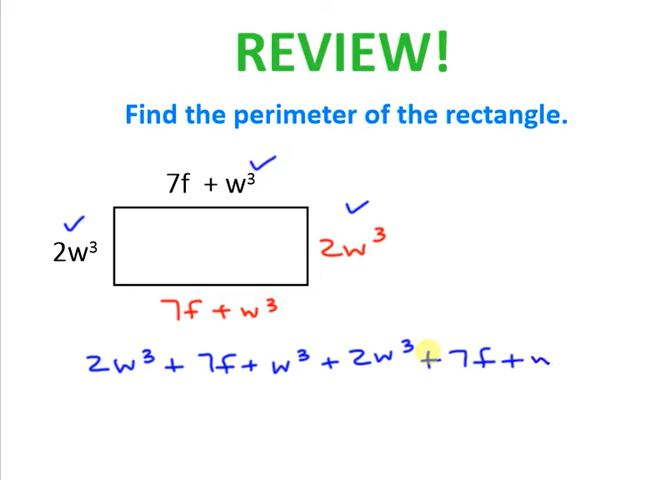 REVIEW!
Find the perimeter of the rectangle.
7f + w³
2w³
2w³
7f + w³
2w³ + 7f + w³ + 2w³ + 7f + w